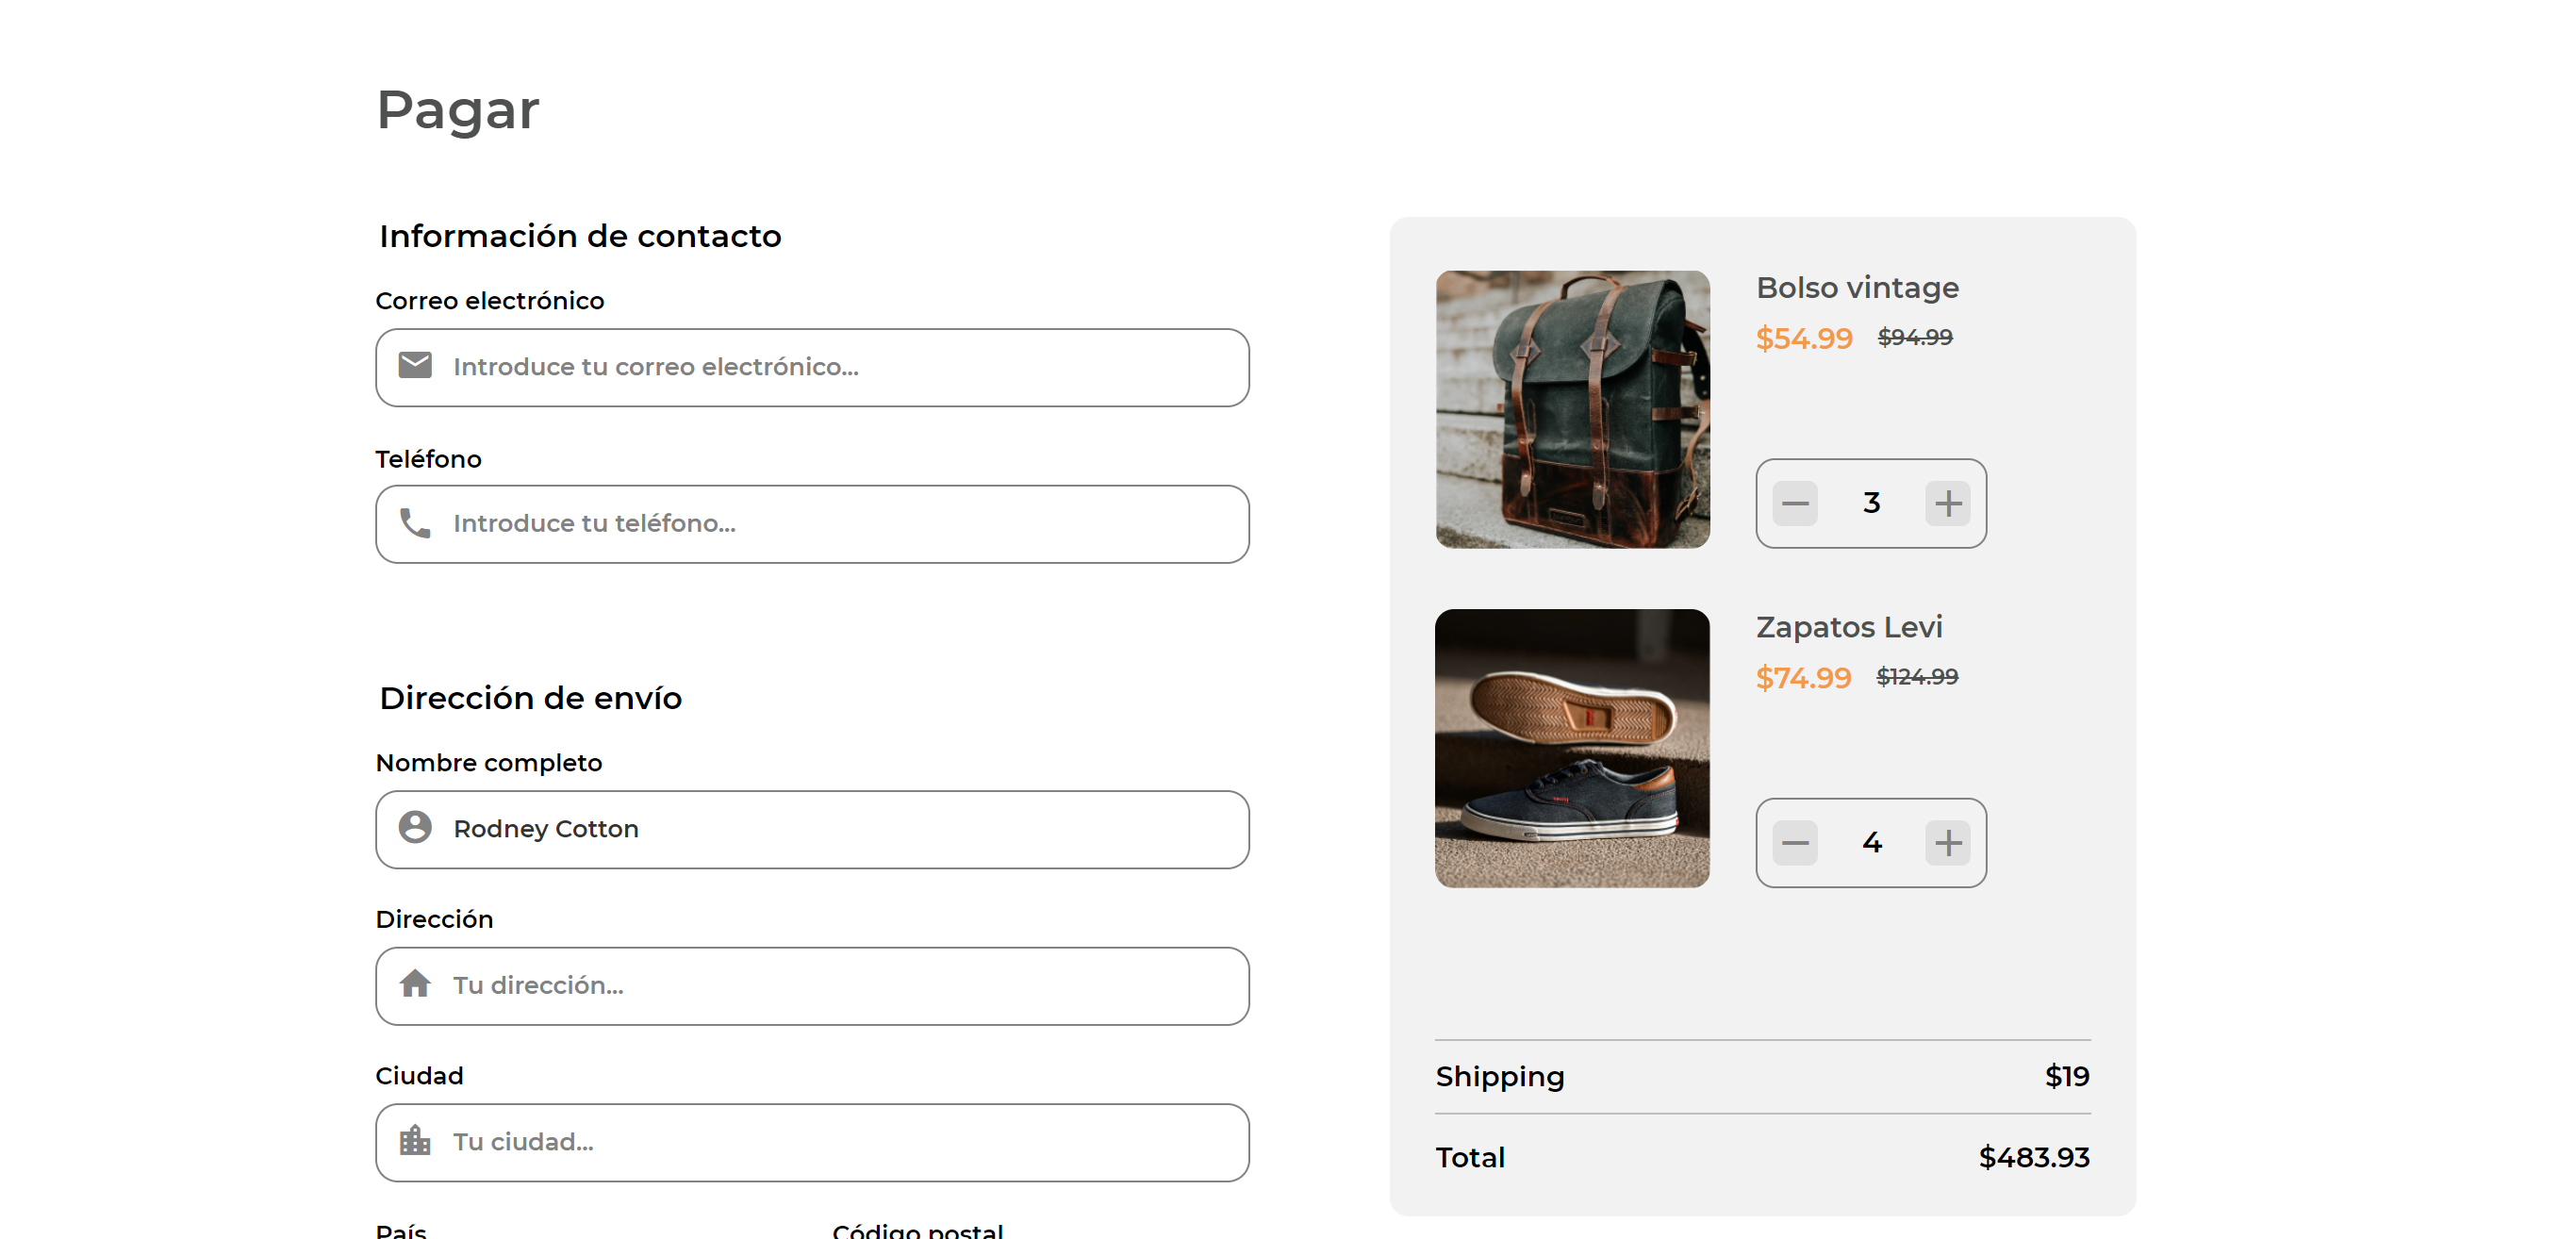 Pagar
Información de contacto
Correo electrónico
Introduce tu correo electrónico...
Teléfono
Introduce tu teléfono...
Dirección de envío
Nombre completo
Rodney Cotton
Dirección
Tu dirección...
Ciudad
Tu ciudad...
País Código postal
Bolso vintage
$54.99 $94.99
3
Zapatos Levi
$74.99 $124.99
4
Shipping $19
Total $483.93